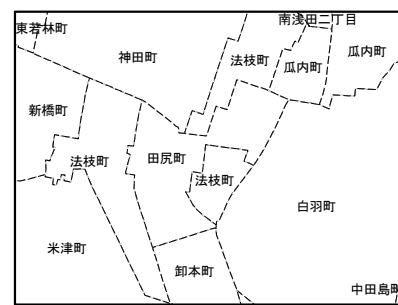 南浅田二丁目
東若林町
神田町
法枝町
瓜内町
瓜内町
新橋町
法枝町
田尻町
法枝町
白羽町
米津町
卸本町
中田島町